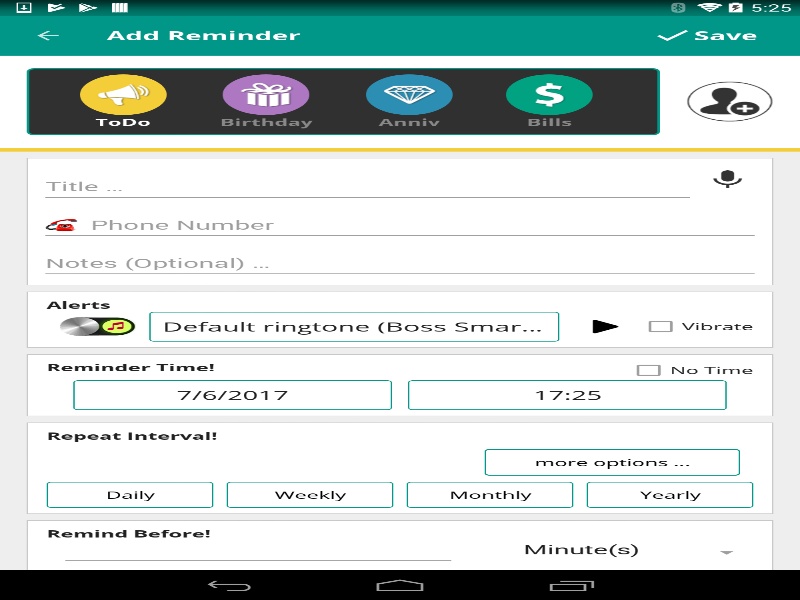 5:25
Add Reminder
Save
ToDo Birthday Anniv Bills
Title ...
Phone Number
Notes (Optional) ...
Alerts
Default ringtone (Boss Smar... Vibrate
Reminder Time!
No Time
7/6/2017 17:25
Repeat Interval!
more options ...
Daily Weekly Monthly Yearly
Remind Before!
Minute(s)